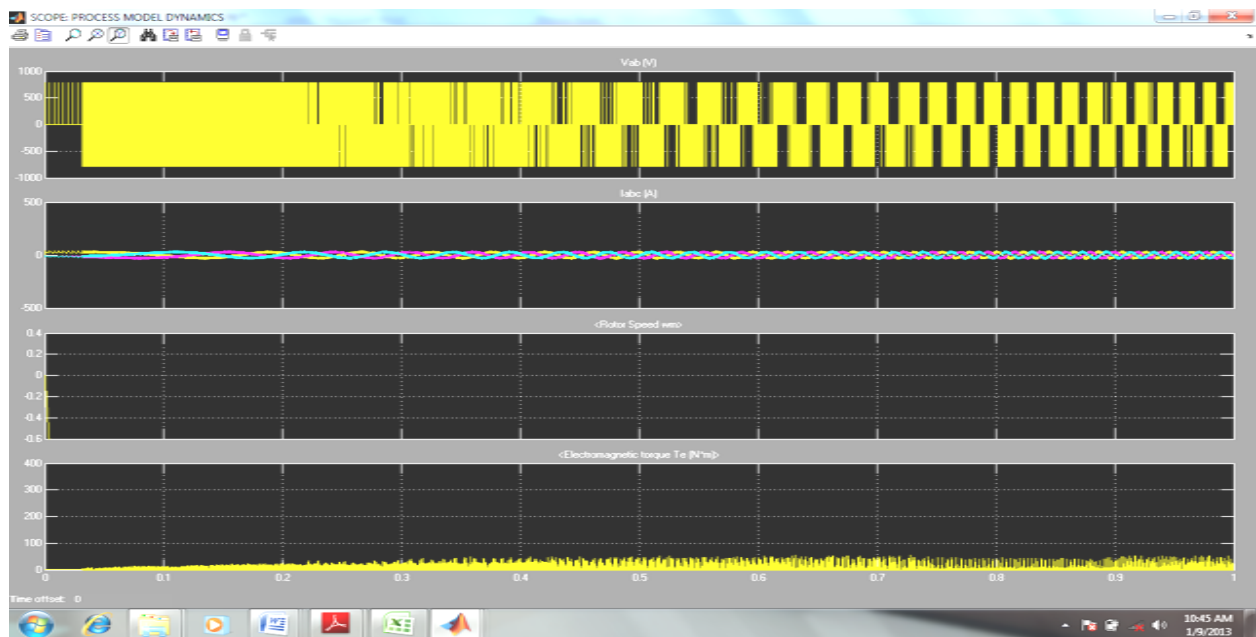 SCOPE: PROCESS MODEL DYNAMICS
Vab (V)
1000
500
0
-500
-1000
Iabc (A)
500
0
-500
<Rotor Speed wm>
0.4
0.2
0
-0.2
-0.4
-0.6
<Electromagnetic torque Te (N*m)>
400
300
200
100
0
0 0.1 0.2 0.3 0.4 0.5 0.6 0.7 0.8 0.9 1
Time offset: 0
10:45 AM
1/9/2013